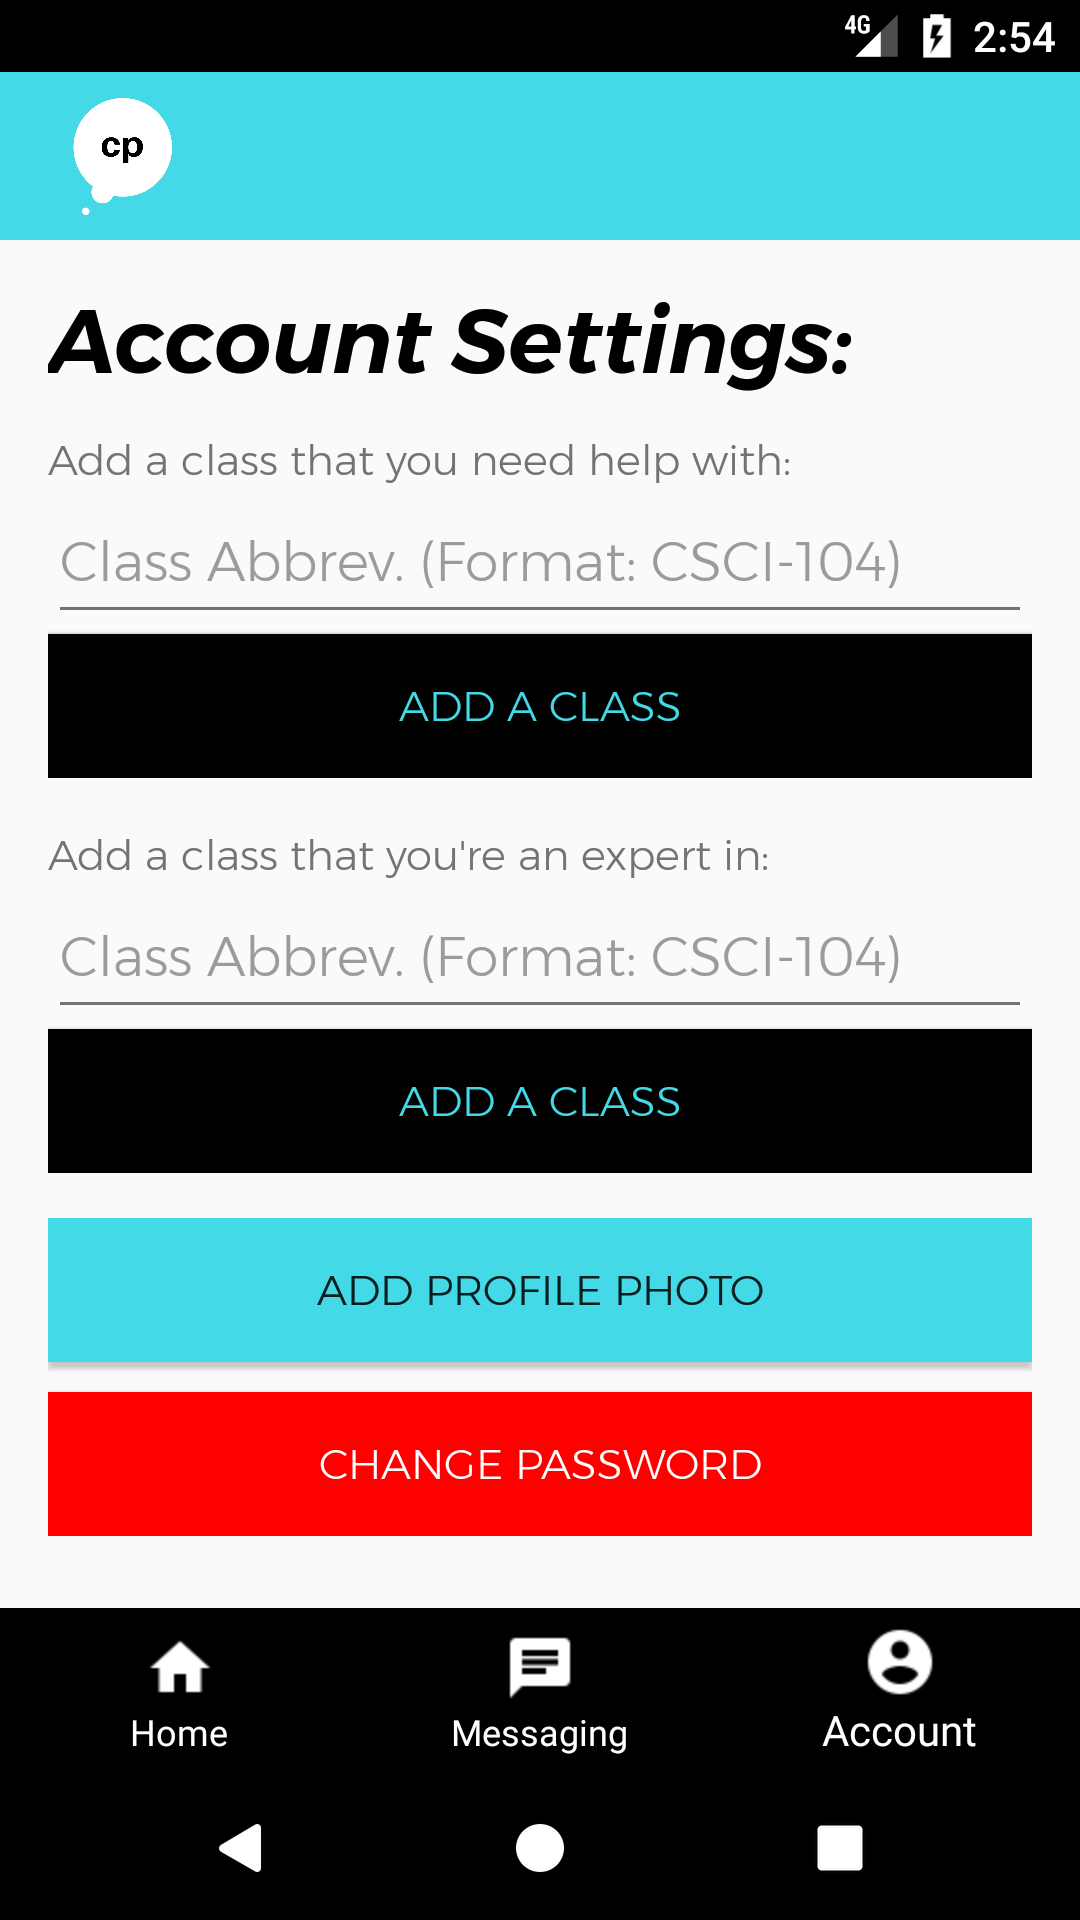 4G 2:54
cp
Account Settings:
Add a class that you need help with:
Class Abbrev. (Format: CSCI-104)
ADD A CLASS
Add a class that you're an expert in:
Class Abbrev. (Format: CSCI-104)
ADD A CLASS
ADD PROFILE PHOTO
CHANGE PASSWORD
Home Messaging Account